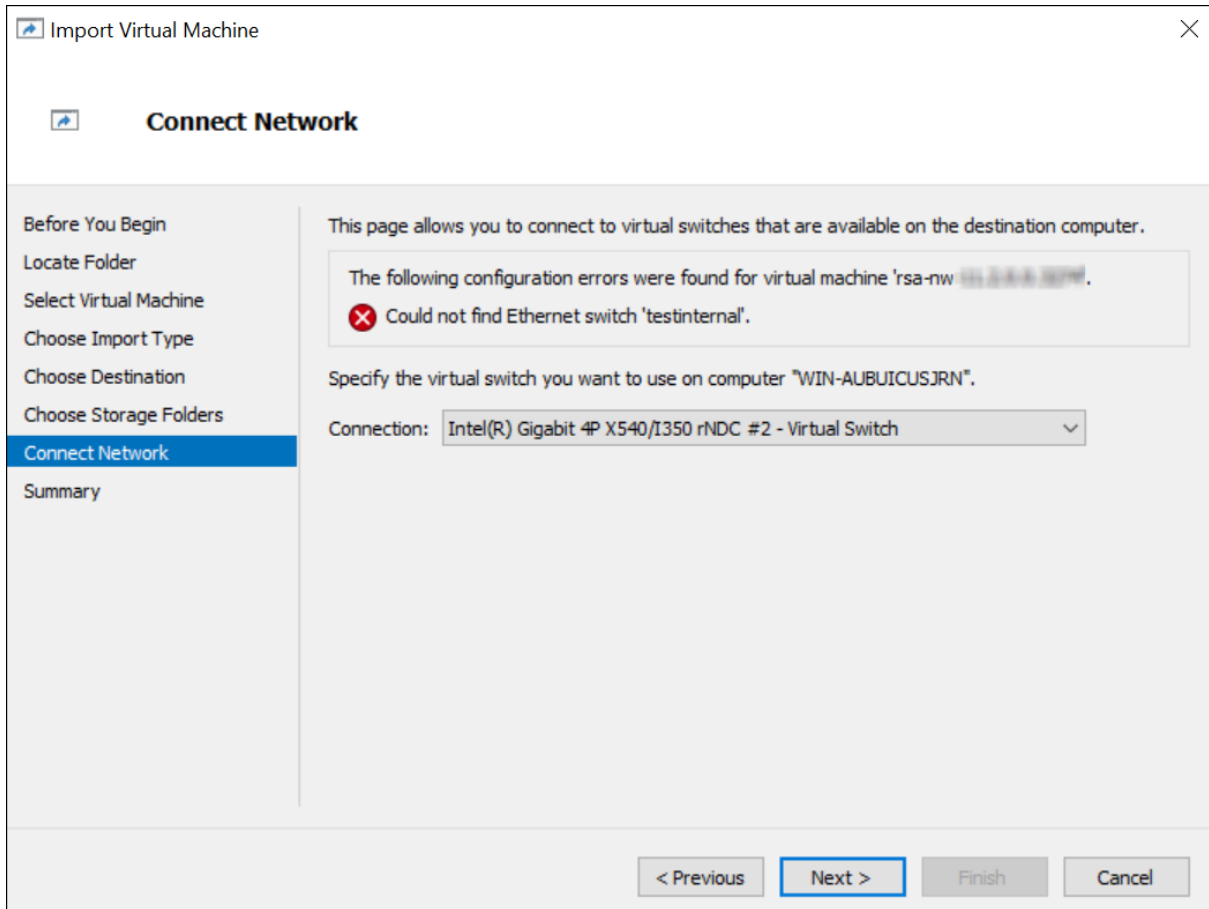 Import Virtual Machine
Connect Network
Before You Begin
Locate Folder
Select Virtual Machine
Choose Import Type
Choose Destination
Choose Storage Folders
Connect Network
Summary
This page allows you to connect to virtual switches that are available on the destination computer.
The following configuration errors were found for virtual machine 'rsa-nw
Could not find Ethernet switch 'testinternal'.
Specify the virtual switch you want to use on computer "WIN-AUBUICUSJRN".
Connection: Intel(R) Gigabit 4P X540/I350 rNDC #2 - Virtual Switch
< Previous Next > Finish Cancel